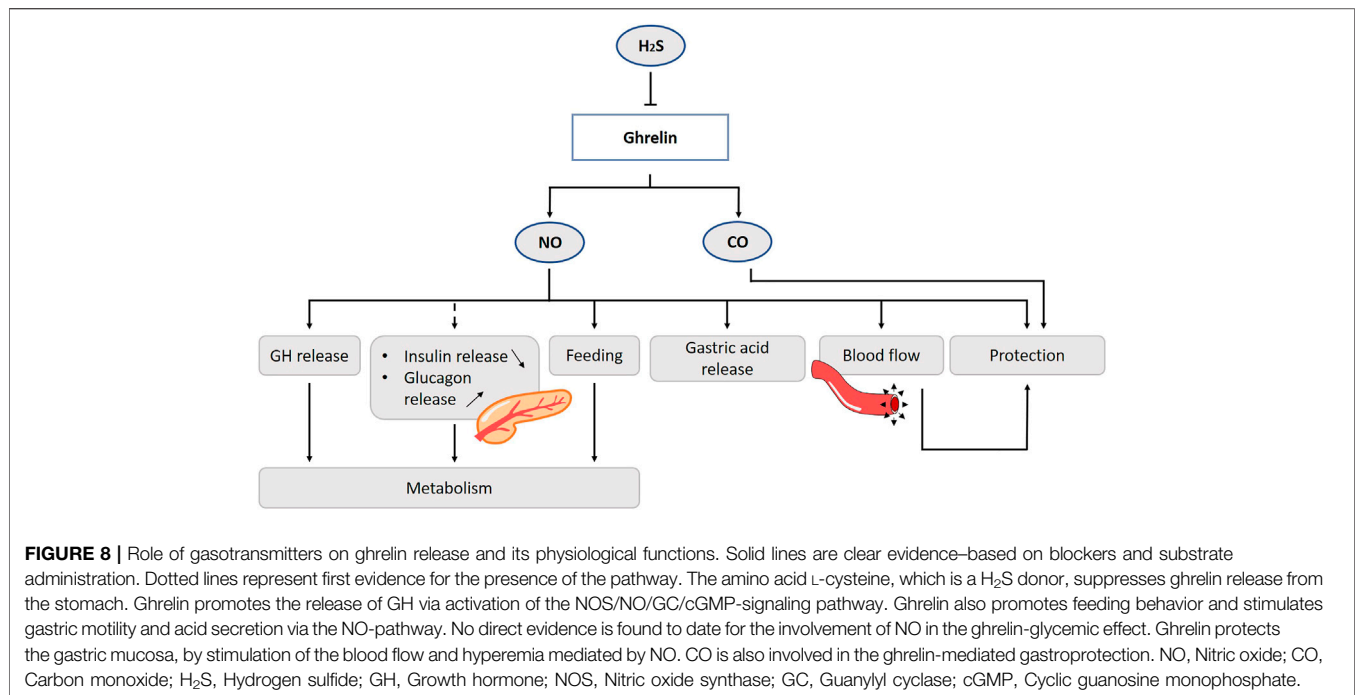 H2S
Ghrelin
NO
CO
GH release
• Insulin release
• Glucagon
release
Feeding
Gastric acid
release
Blood flow
Protection
Metabolism
FIGURE 8 | Role of gasotransmitters on ghrelin release and its physiological functions. Solid lines are clear evidence–based on blockers and substrate
administration. Dotted lines represent first evidence for the presence of the pathway. The amino acid L-cysteine, which is a H2S donor, suppresses ghrelin release from
the stomach. Ghrelin promotes the release of GH via activation of the NOS/NO/GC/cGMP-signaling pathway. Ghrelin also promotes feeding behavior and stimulates
gastric motility and acid secretion via the NO-pathway. No direct evidence is found to date for the involvement of NO in the ghrelin-glycemic effect. Ghrelin protects
the gastric mucosa, by stimulation of the blood flow and hyperemia mediated by NO. CO is also involved in the ghrelin-mediated gastroprotection. NO, Nitric oxide; CO,
Carbon monoxide; H2S, Hydrogen sulfide; GH, Growth hormone; NOS, Nitric oxide synthase; GC, Guanylyl cyclase; cGMP, Cyclic guanosine monophosphate.